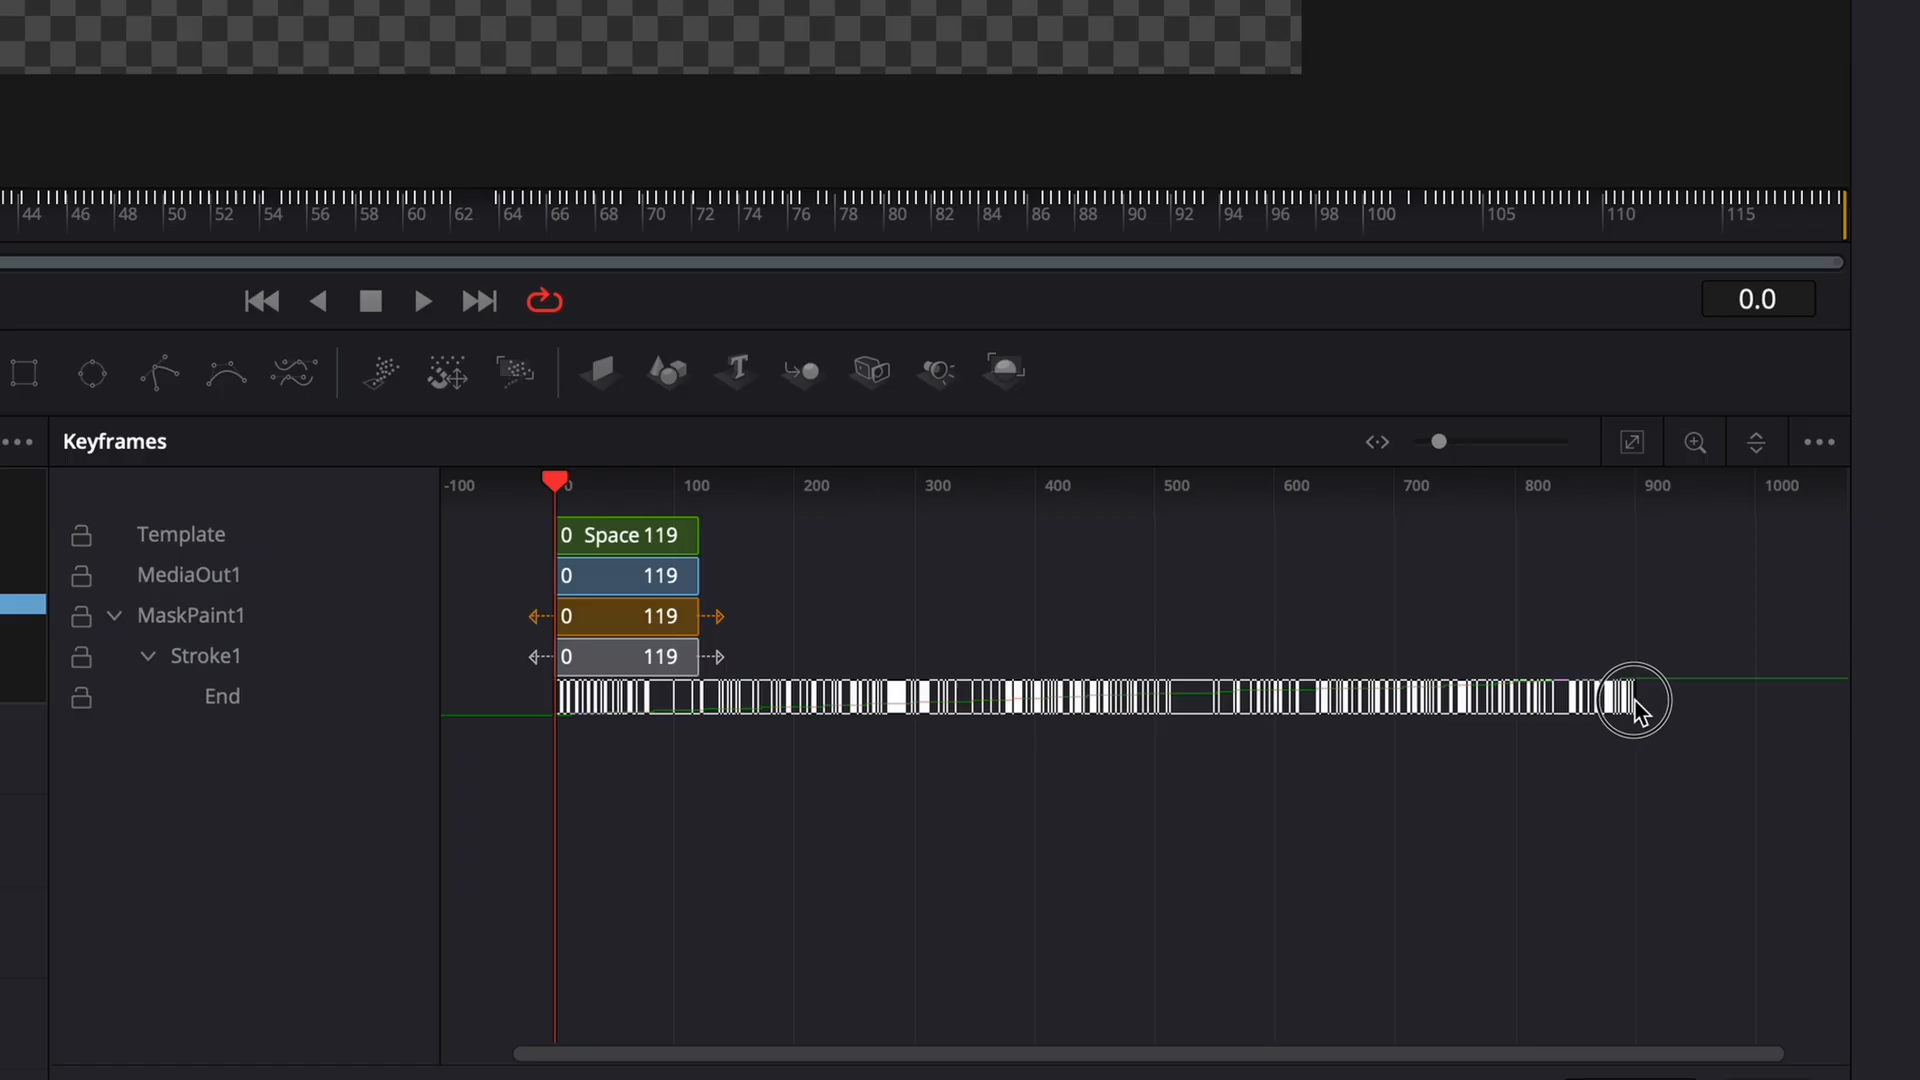 44 46 48 50 52 54 56 58 60 62 64 66 68 70 72 74 76 78 80 82 84 86 88 90 92 94 96 98 100 105 110 115
0.0
Keyframes
-100 0 100 200 300 400 500 600 700 800 900 1000
Template 0 Space 119
MediaOut1 0 119
MaskPaint1 0 119
Stroke1 0 119
End